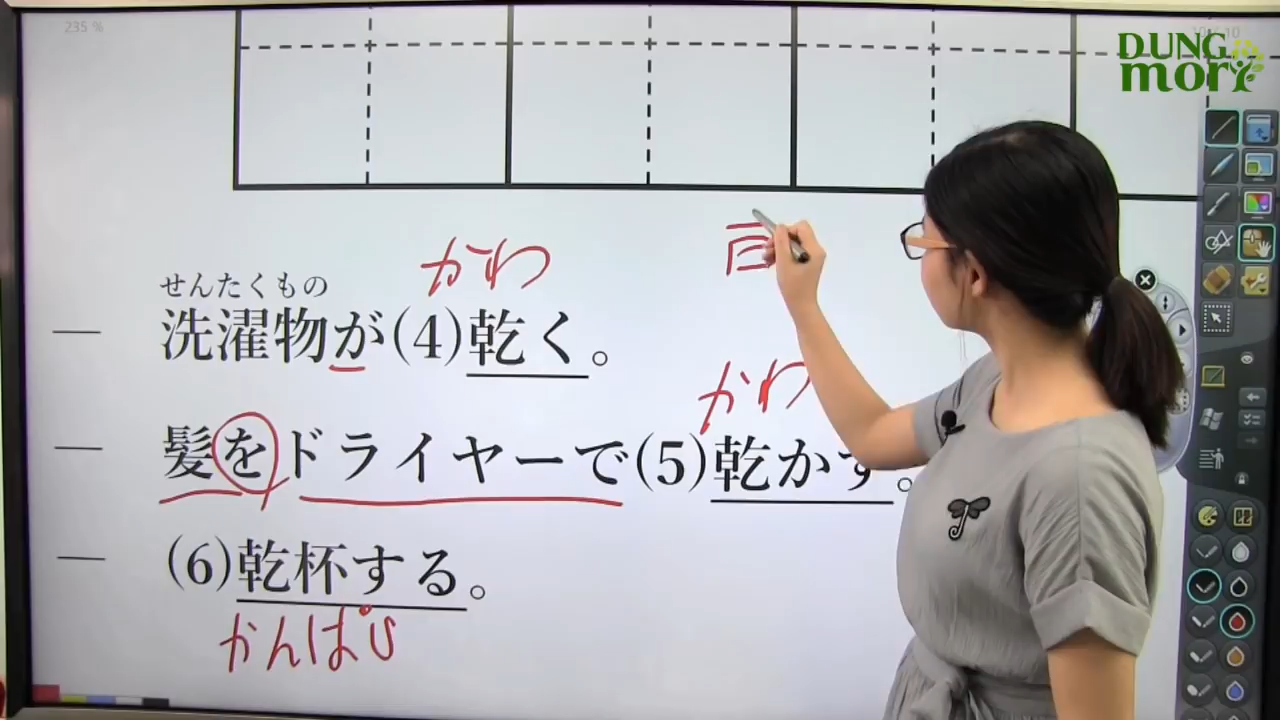 235 %
DUNG
mori
かわ
せんたくもの
洗濯物が(4)乾く。
かわ
髪をドライヤーで(5)乾かす。
(6)乾杯する。
かんぱい